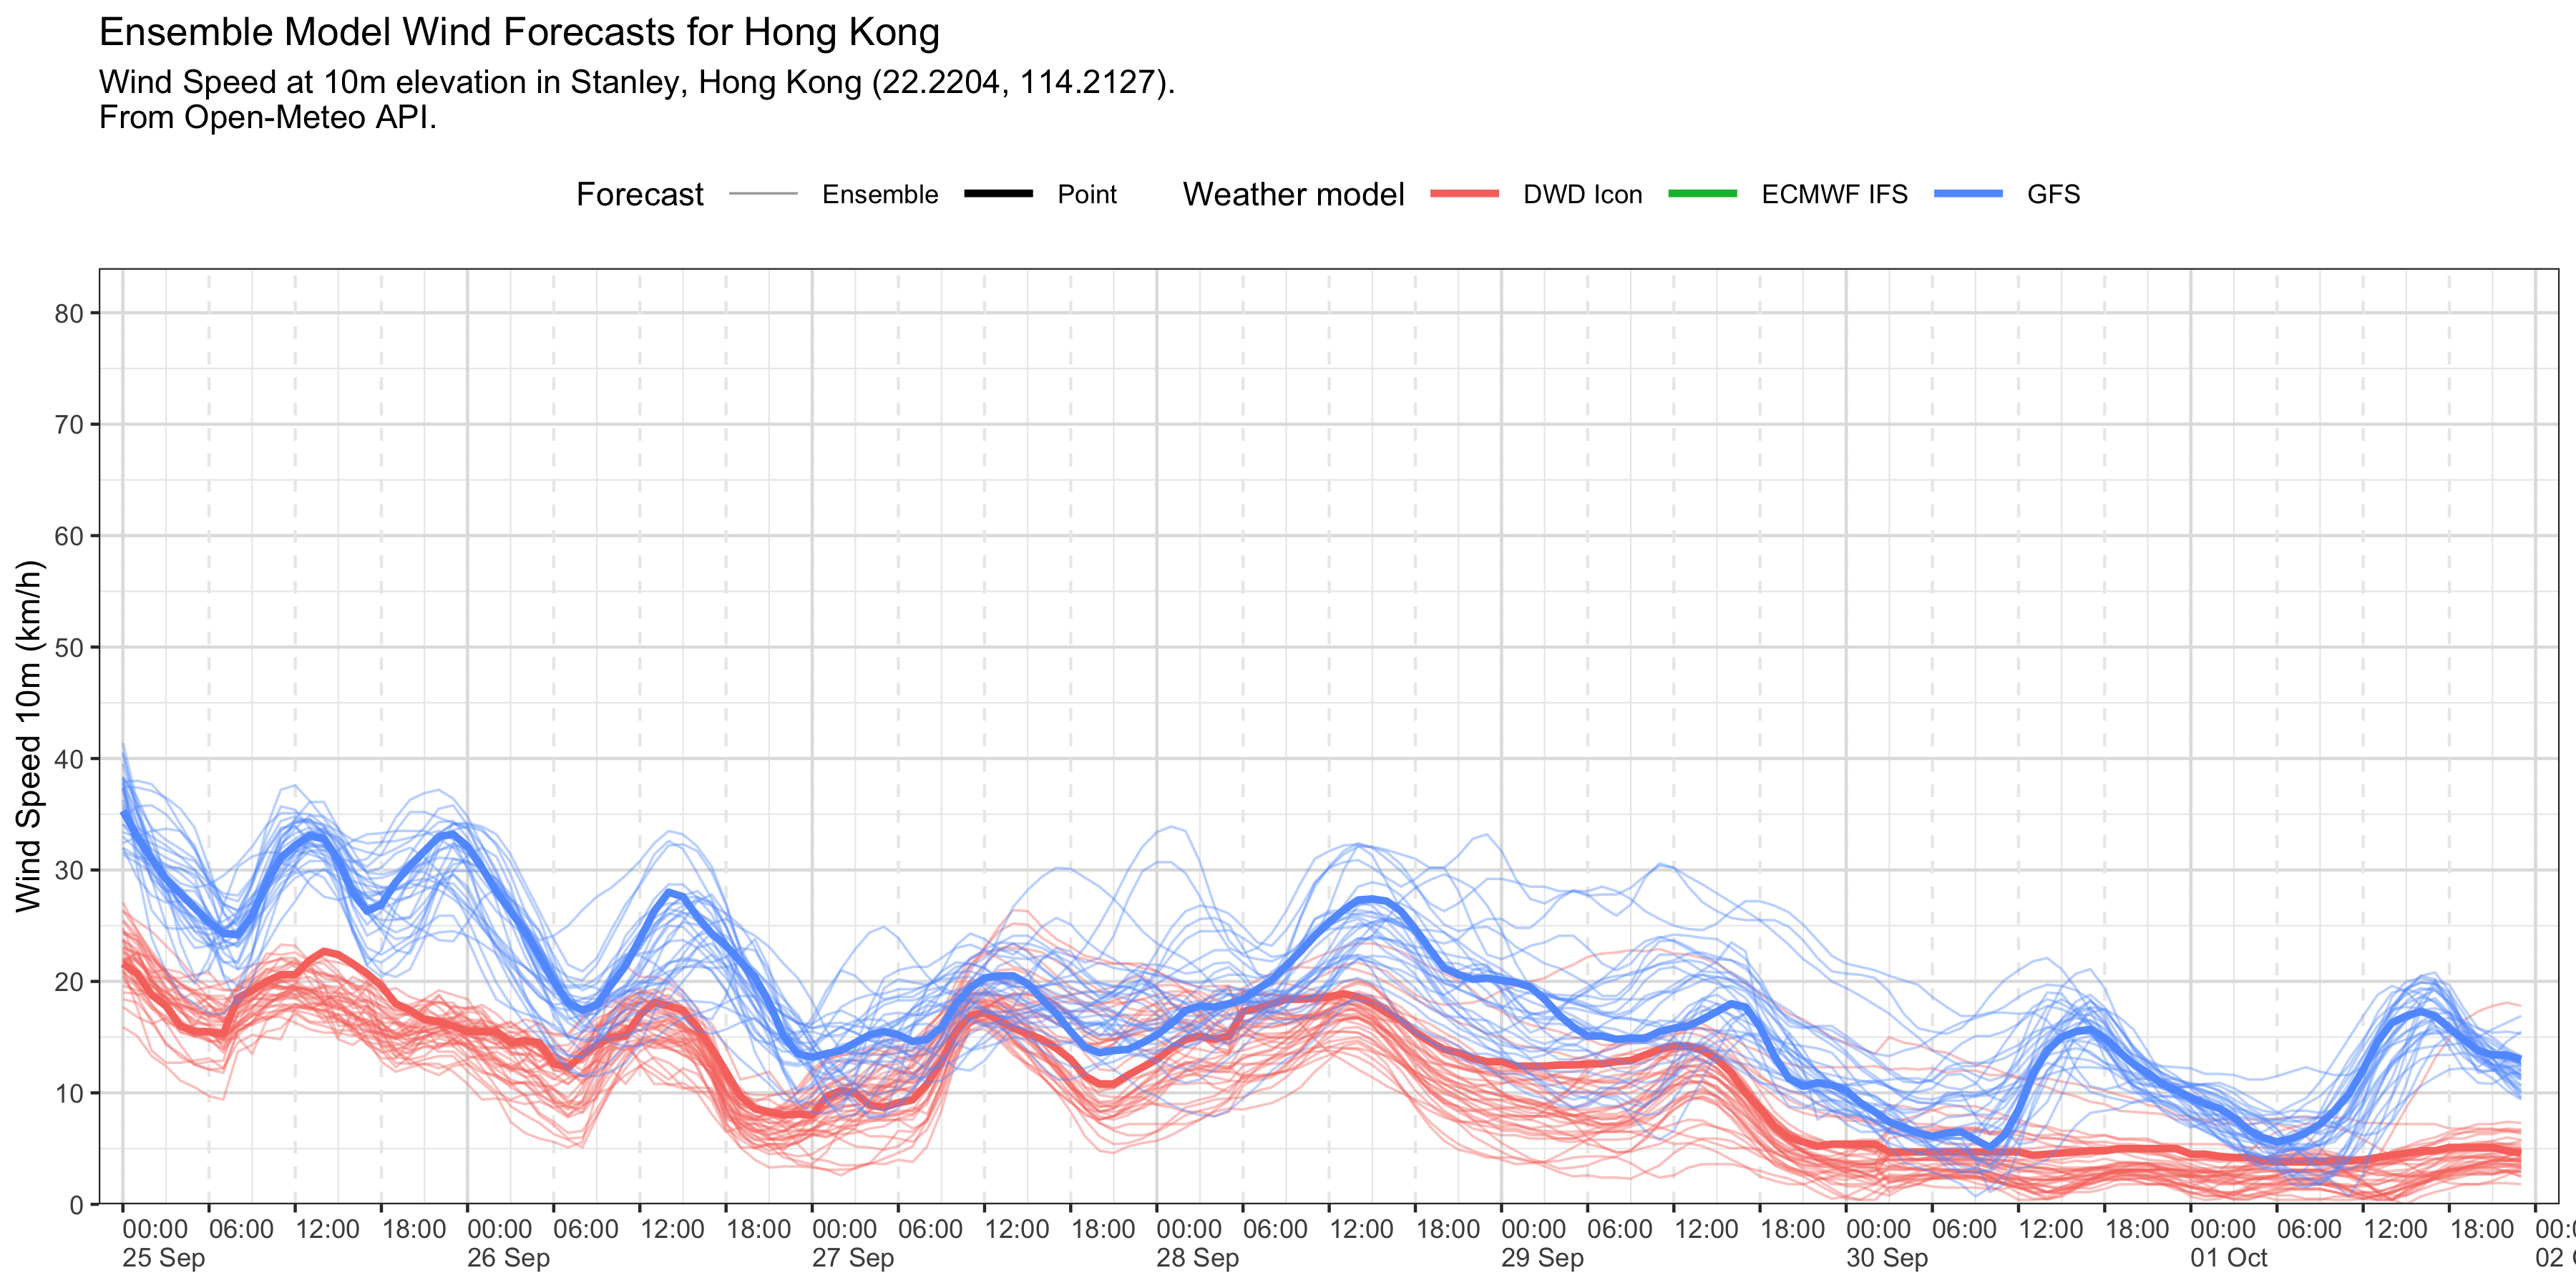 Ensemble Model Wind Forecasts for Hong Kong
Wind Speed at 10m elevation in Stanley, Hong Kong (22.2204, 114.2127).
From Open-Meteo API.
Forecast Ensemble Point Weather model DWD Icon ECMWF IFS GFS
Wind Speed 10m (km/h)
80
70
60
50
40
30
20
10
0
00:00 06:00 12:00 18:00 00:00 06:00 12:00 18:00 00:00 06:00 12:00 18:00 00:00 06:00 12:00 18:00 00:00 06:00 12:00 18:00 00:00 06:00 12:00 18:00 00:00 06:00 12:00 18:00
25 Sep 26 Sep 27 Sep 28 Sep 29 Sep 30 Sep 01 Oct 02